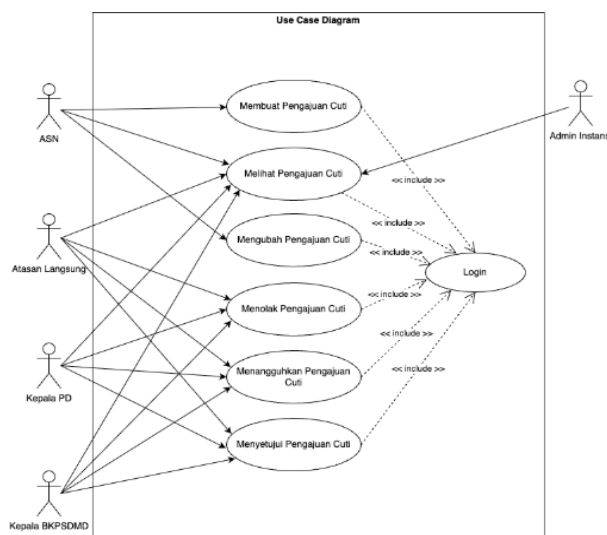 Use Case Diagram
Membuat Pengajuan Cuti
ASN
Admin Instans
Melihat Pengajuan Cuti
<< include >>
<< include >>
Mengubah Pengajuan Cuti
<< include >>
Atasan Langsung
Login
Menolak Pengajuan Cuti
<< include >>
<< include >>
Menangguhkan Pengajuan
Cuti
<< include >>
Kepala PD
Menyetujui Pengajuan Cuti
Kepala BKPSDMD